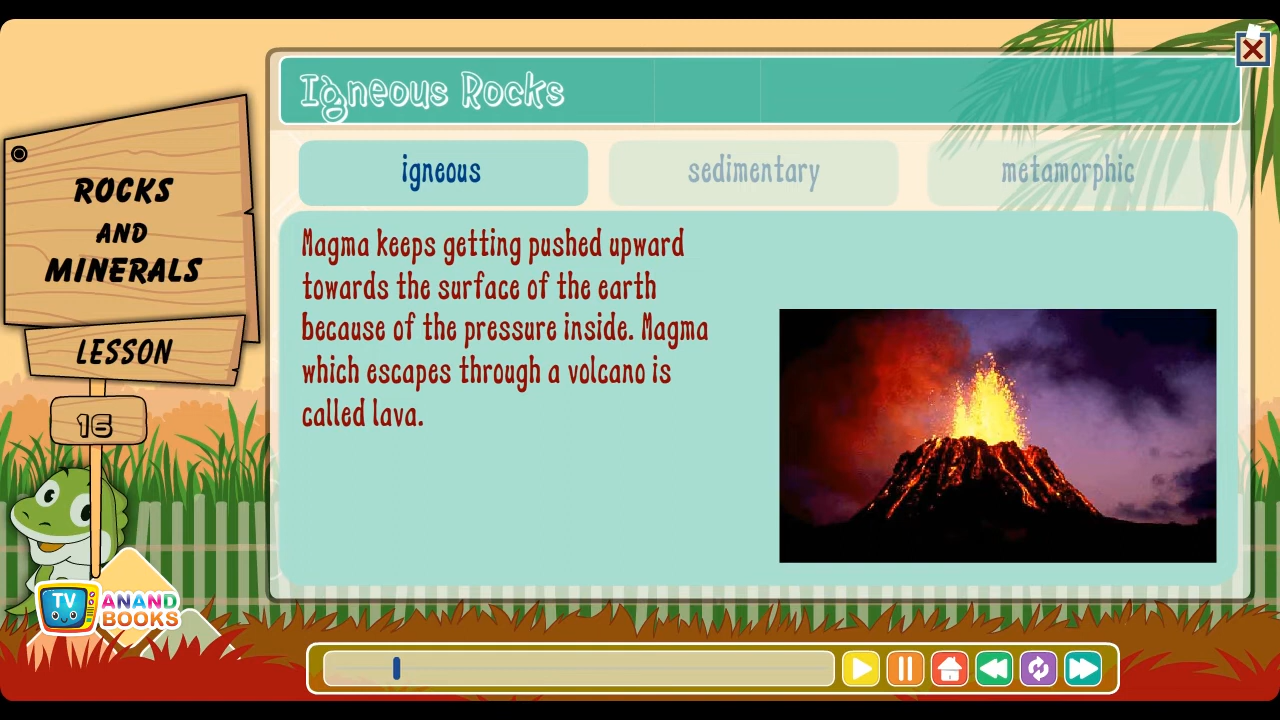 Igneous Rocks
ROCKS
AND
MINERALS
LESSON
16
igneous
sedimentary
metamorphic
Magma keeps getting pushed upward
towards the surface of the earth
because of the pressure inside. Magma
which escapes through a volcano is
called lava.
TV
ANAND
BOOKS